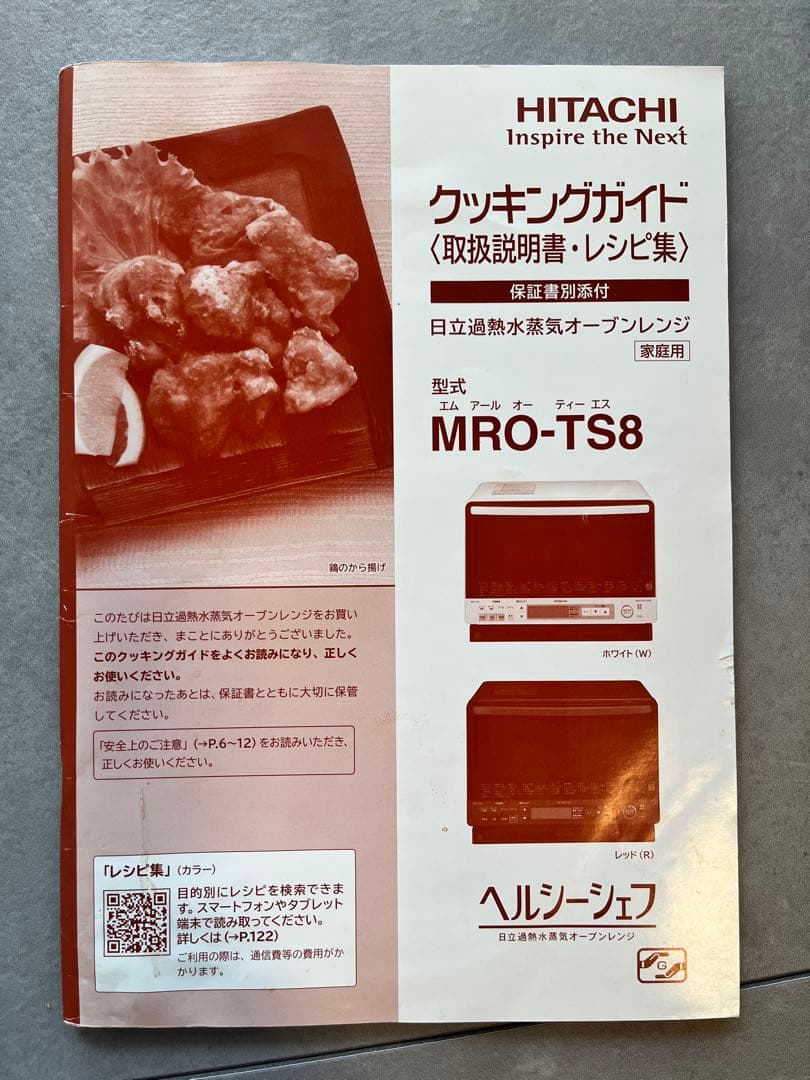 HITACHI
Inspire the Next
クッキングガイド
〈取扱説明書・レシピ集〉
保証書別添付
日立過熱水蒸気オーブンレンジ
家庭用
型式
エム アール オー ティー エス
MRO-TS8
鶏のから揚げ
このたびは日立過熱水蒸気オーブンレンジをお買い
上げいただき、まことにありがとうございました。
このクッキングガイドをよくお読みになり、正しく
お使いください。
お読みになったあとは、保証書とともに大切に保管
してください。
「安全上のご注意」(→P.6～12)をお読みいただき、
正しくお使いください。
ホワイト(W)
レッド(R)
「レシピ集」(カラー)
目的別にレシピを検索できま
す。スマートフォンやタブレット
端末で読み取ってください。
詳しくは(→P.122)
ご利用の際は、通信費等の費用がか
かります。
ヘルシーシェフ
日立過熱水蒸気オーブンレンジ
G